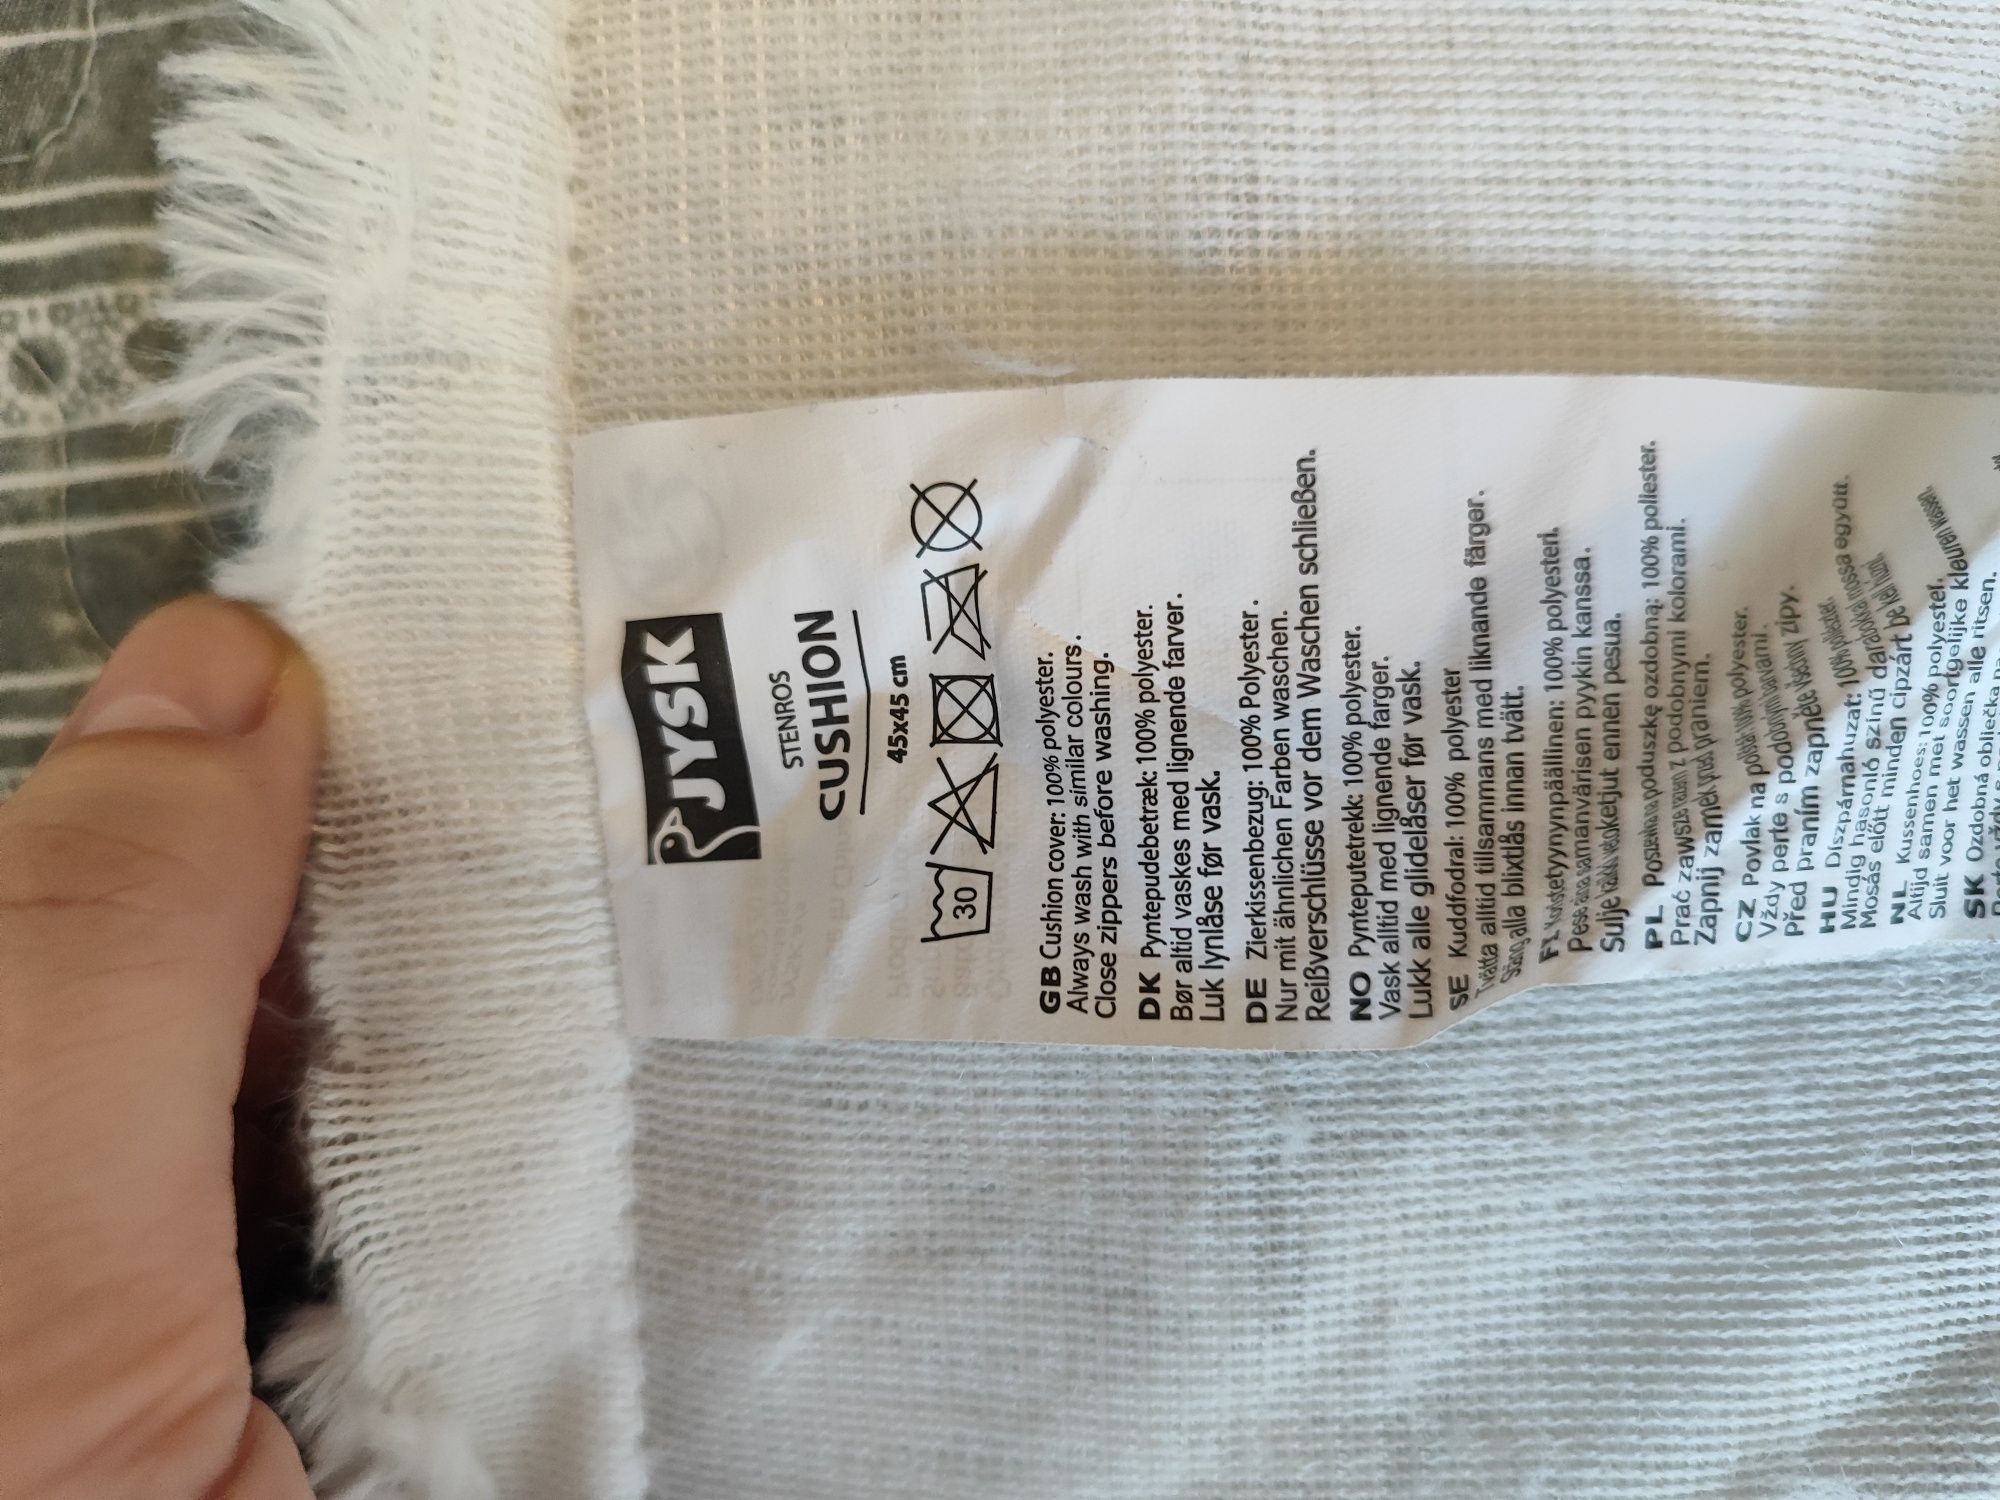 JYSK
STENROS
CUSHION
45x45 cm
30
GB Cushion cover: 100% polyester.
Always wash with similar colours.
Close zippers before washing.
DK Pyntepudebetræk: 100% polyester.
Bør altid vaskes med lignende farver.
Luk lynlåse før vask.
DE Zierkissenbezug: 100% Polyester.
Nur mit ähnlichen Farben waschen.
Reißverschlüsse vor dem Waschen schließen.
NO Pynteputetrekk: 100% polyester.
Vask alltid med lignende farger.
Lukk alle glidelåser før vask.
SE Kuddfodral: 100% polyester
Tvätta alltid tillsammans med liknande färger.
Stäng alla blixtlås innan tvätt.
FI 100% polyesteri.
Pese aina samanvärisen pyykin kanssa.
Sulje ennen pesua.
PL Poszewka na poduszkę ozdobną: 100% poliester.
Prać zawsze razem z podobnymi kolorami.
Zapnij zamek przed praniem.
CZ Povlak na polštář: 100% polyester.
Vždy perte s podobnými barvami.
Před praním zapněte všechny zipy.
HU Díszpárnahuzat: 100% poliészter.
Mindig hasonló színű darabokkal mossa együtt.
Mosás előtt minden cipzárt be kell húzni.
NL Kussenhoes: 100% polyester.
Altijd samen met soortgelijke kleuren wassen.
Sluit voor het wassen alle ritsen.
SK Ozdobná obliečka na